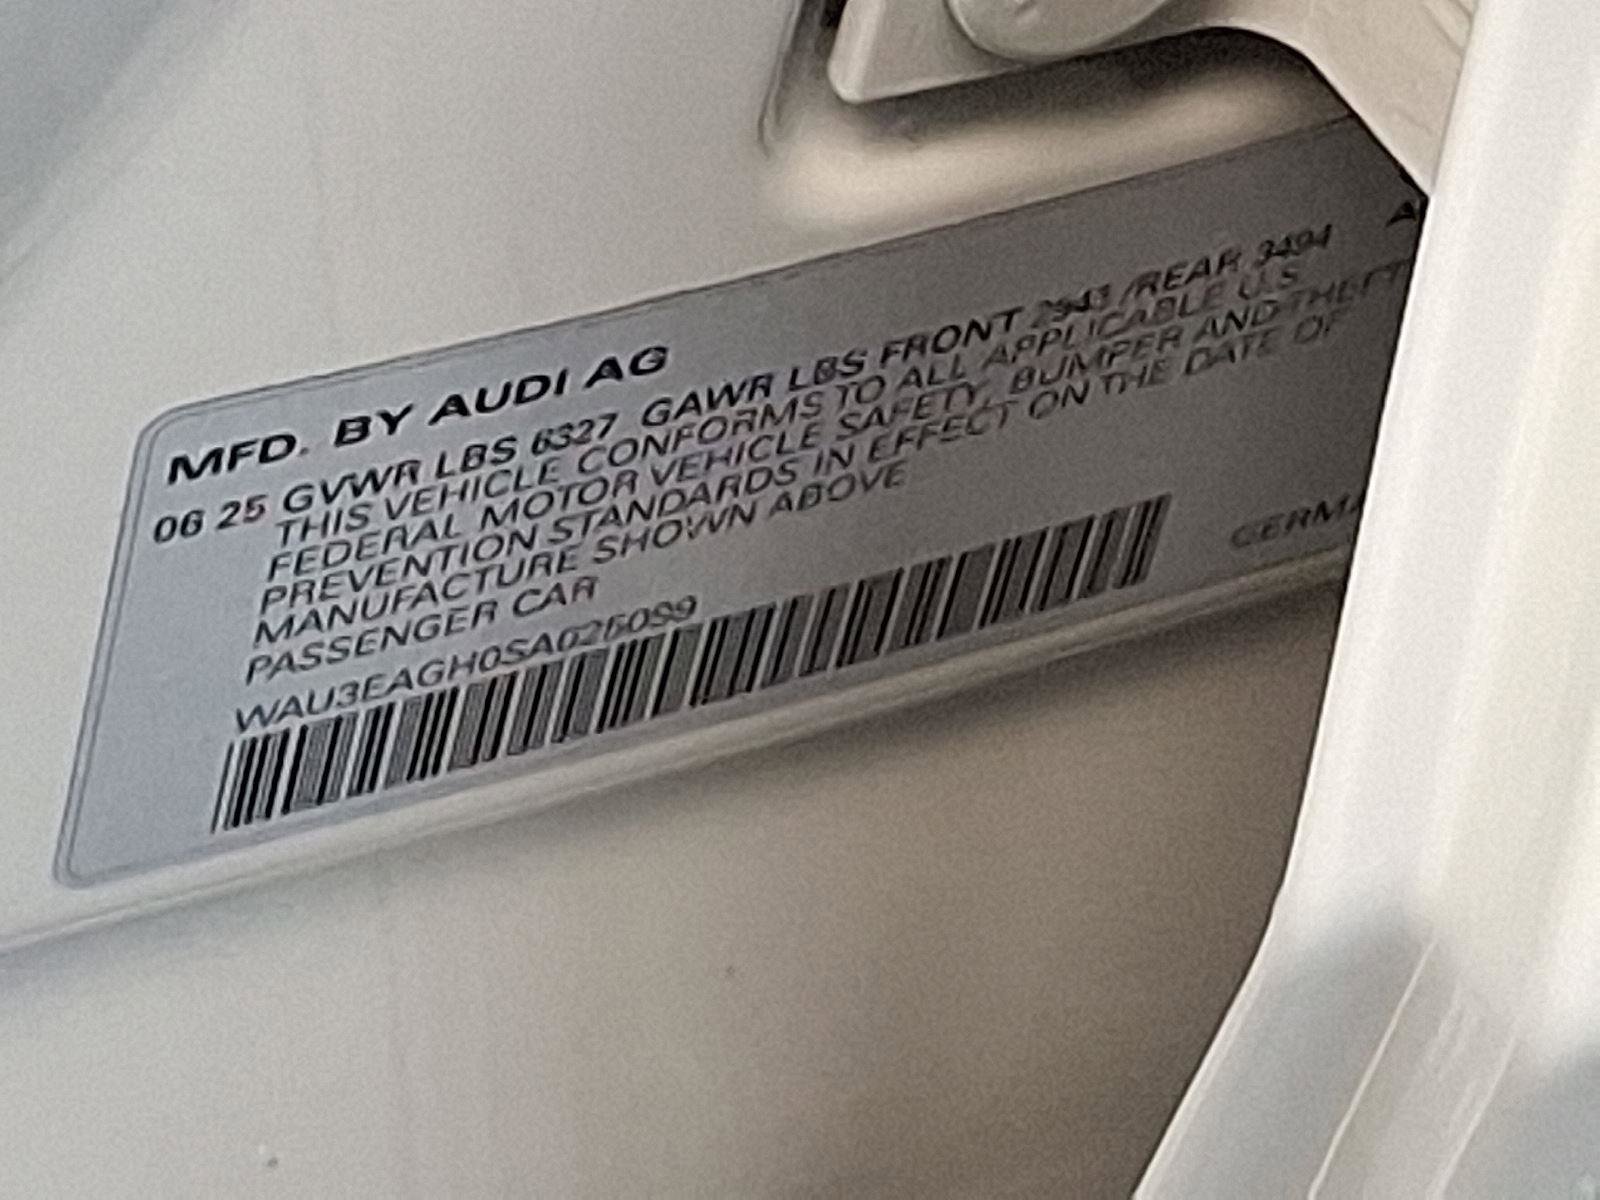 MFD. BY AUDI AG
06 25 GVWR LBS 6327 GAWR LBS FRONT 2943 /REAR 3494
THIS VEHICLE CONFORMS TO ALL APPLICABLE U.S
FEDERAL MOTOR VEHICLE SAFETY, BUMPER AND THEFT
PREVENTION STANDARDS IN EFFECT ON THE DATE OF
MANUFACTURE SHOWN ABOVE
PASSENGER CAR